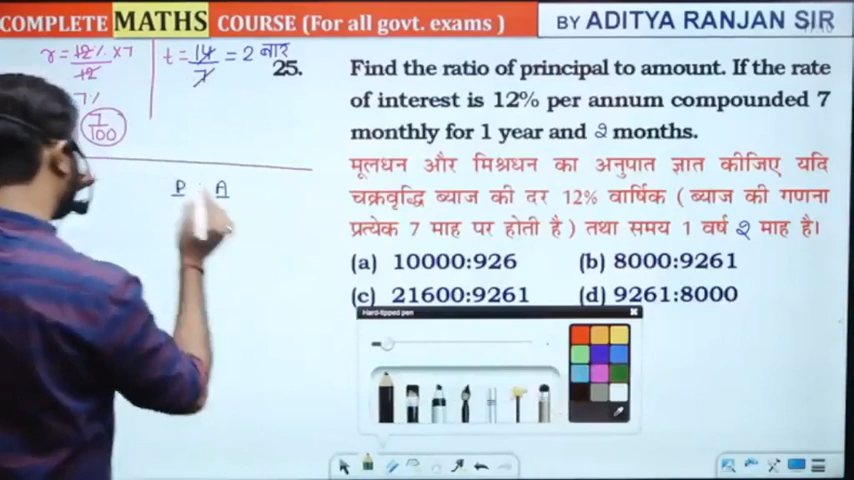 COMPLETE MATHS COURSE (For all govt. exams)
BY ADITYA RANJAN SIR
r = 12% × 7
12
7%
7
100
t = 14 = 2 बार
7
P : A
25. Find the ratio of principal to amount. If the rate
of interest is 12% per annum compounded 7
monthly for 1 year and 2 months.
मूलधन और मिश्रधन का अनुपात ज्ञात कीजिए यदि
चक्रवृद्धि ब्याज की दर 12% वार्षिक ( ब्याज की गणना
प्रत्येक 7 माह पर होती है ) तथा समय 1 वर्ष 2 माह है।
(a) 10000:926
(b) 8000:9261
(c) 21600:9261
(d) 9261:8000
Hard-tipped pen